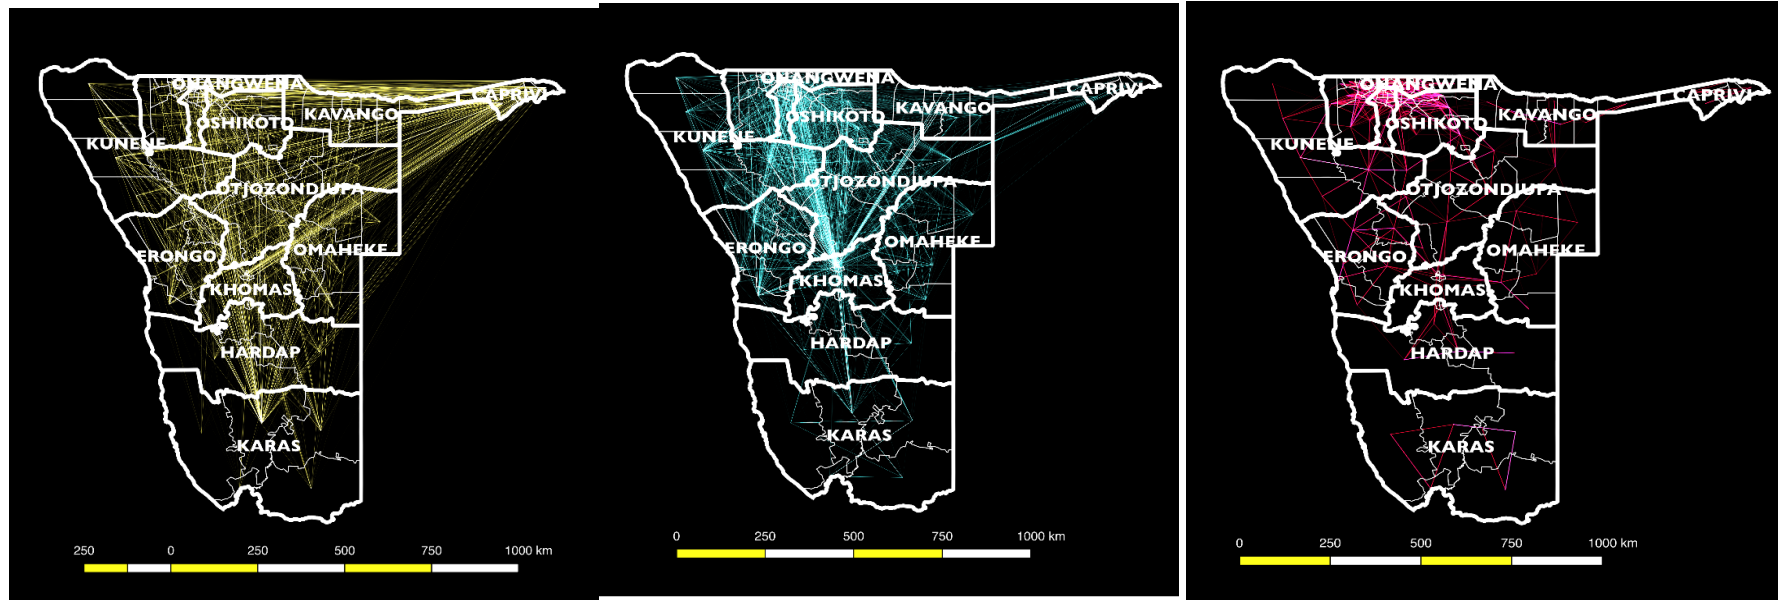 OHANGWENA
CAPRIVI
KAVANGO
OSHIKOTO
KUNENE
OTJOZONDJUPA
ERONGO
OMAHEKE
KHOMAS
HARDAP
KARAS
250 0 250 500 750 1000 km
OHANGWENA
CAPRIVI
KAVANGO
OSHIKOTO
KUNENE
OTJOZONDJUPA
ERONGO
OMAHEKE
KHOMAS
HARDAP
KARAS
0 250 500 750 1000 km
OHANGWENA
CAPRIVI
KAVANGO
OSHIKOTO
KUNENE
OTJOZONDJUPA
ERONGO
OMAHEKE
KHOMAS
HARDAP
KARAS
0 250 500 750 1000 km